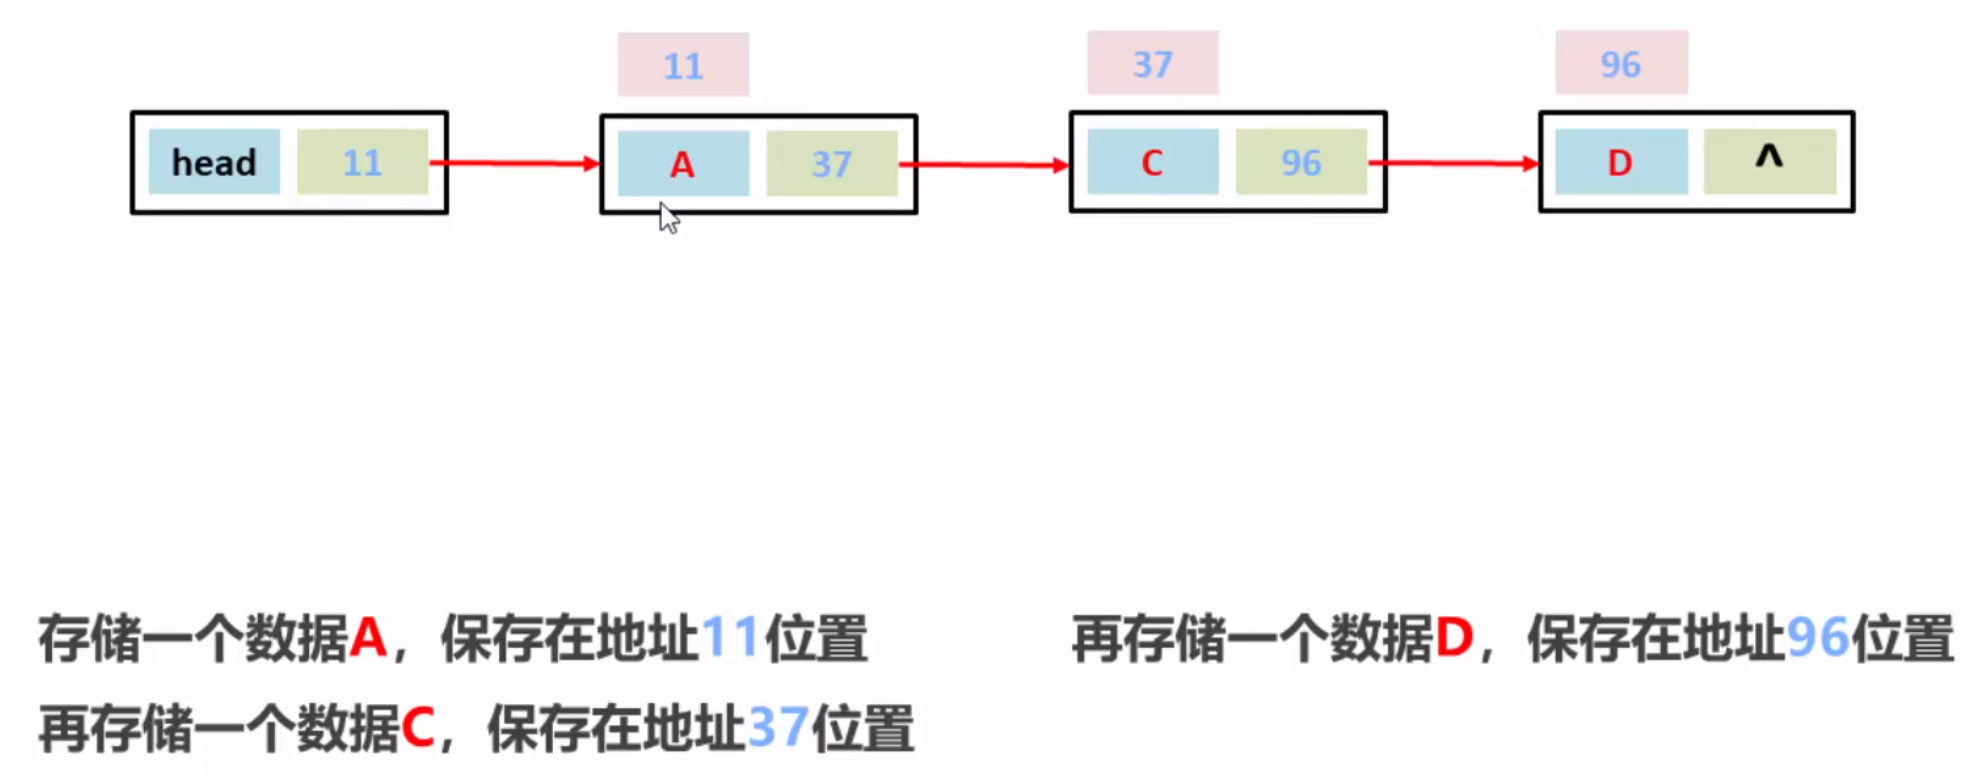 11 37 96
head 11 A 37 C 96 D ^
存储一个数据A，保存在地址11位置
再存储一个数据C，保存在地址37位置
再存储一个数据D，保存在地址96位置